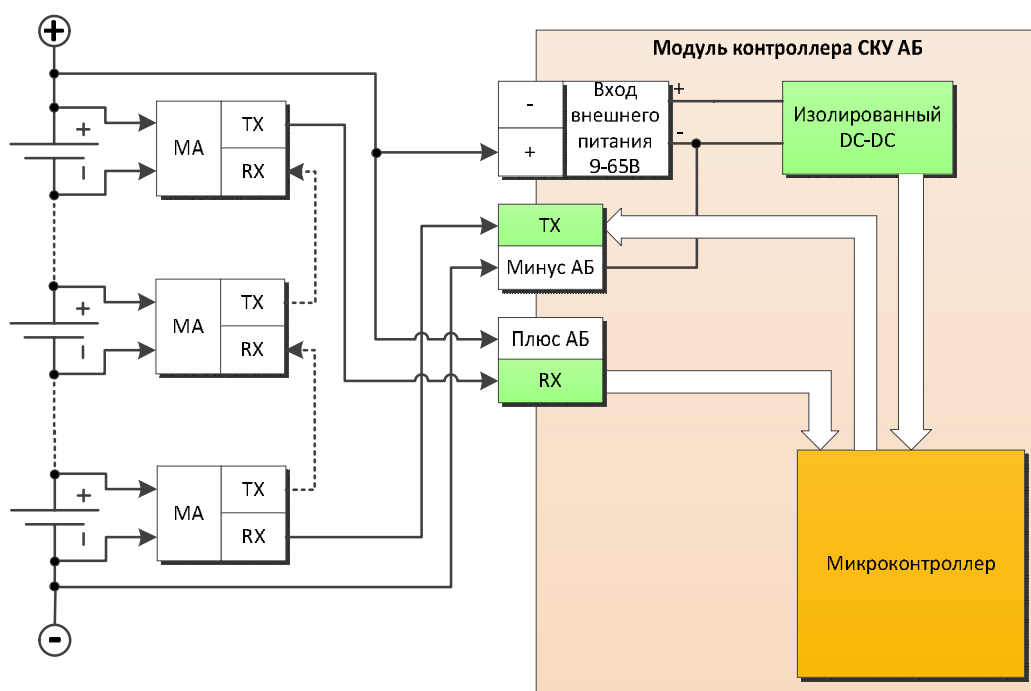 +
Модуль контроллера СКУ АБ
-
+
Вход
внешнего
питания
9-65В
+
-
Изолированный
DC-DC
+
-
МА
TX
RX
TX
Минус АБ
+
-
МА
TX
RX
Плюс АБ
RX
+
-
МА
TX
RX
Микроконтроллер
-